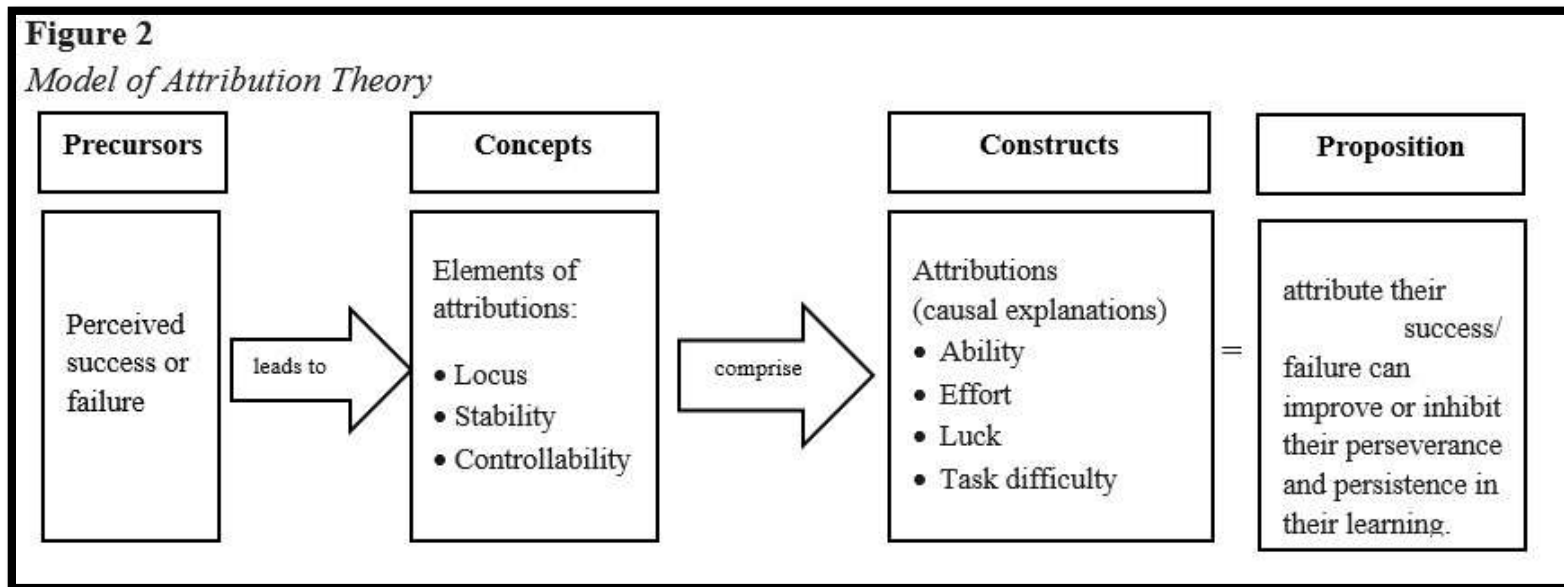 Figure 2
Model of Attribution Theory
Precursors
Concepts
Constructs
Proposition
Perceived
success or
failure
leads to
Elements of
attributions:
• Locus
• Stability
• Controllability
comprise
Attributions
(causal explanations)
• Ability
• Effort
• Luck
• Task difficulty
=
attribute their
success/
failure can
improve or inhibit
their perseverance
and persistence in
their learning.